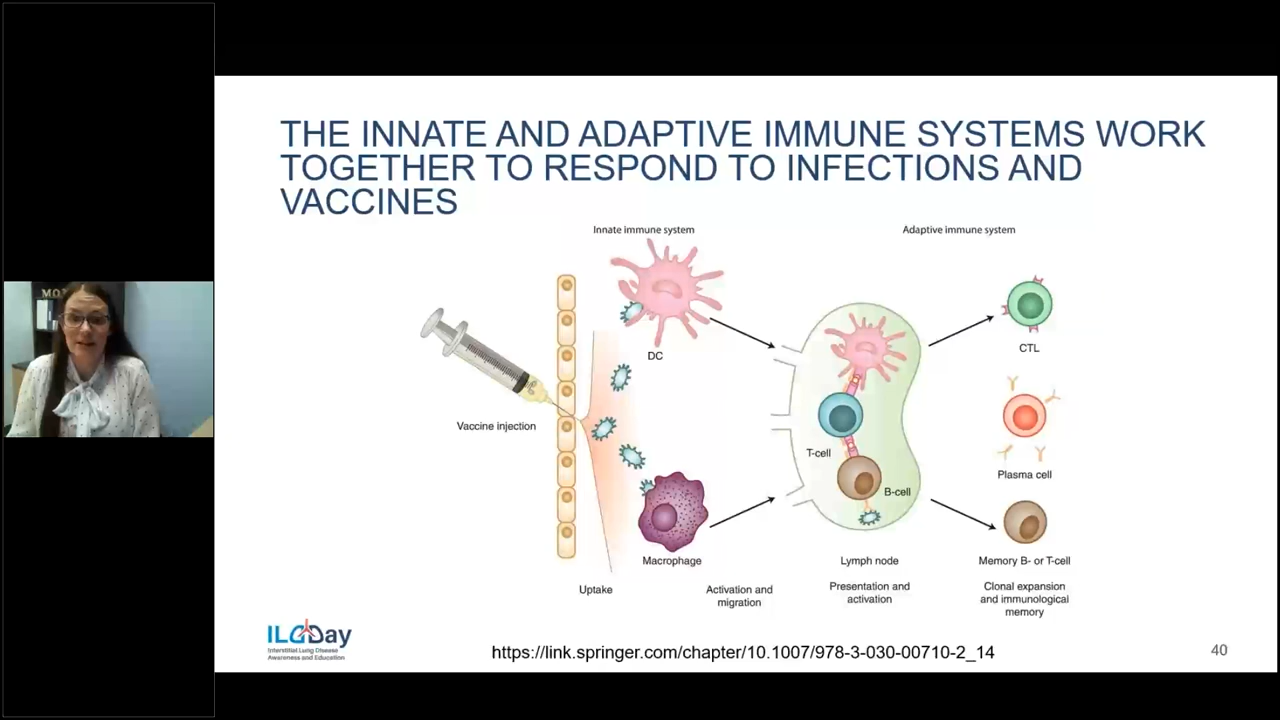 THE INNATE AND ADAPTIVE IMMUNE SYSTEMS WORK
TOGETHER TO RESPOND TO INFECTIONS AND
VACCINES
Innate immune system
Adaptive immune system
DC
CTL
Vaccine injection
T-cell
B-cell
Plasma cell
Macrophage
Lymph node
Memory B- or T-cell
Uptake
Activation and
migration
Presentation and
activation
Clonal expansion
and immunological
memory
ILDDay
Interstitial Lung Disease
Awareness and Education
https://link.springer.com/chapter/10.1007/978-3-030-00710-2_14
40